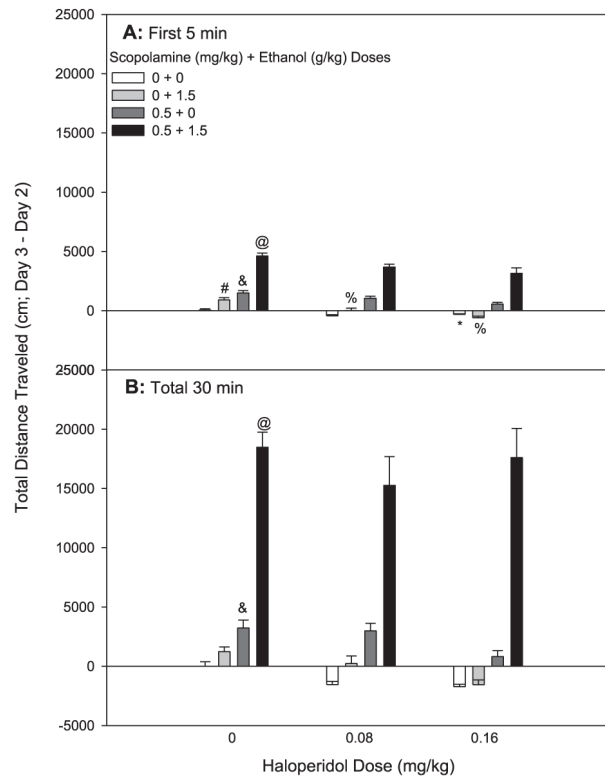 A: First 5 min
Scopolamine (mg/kg) + Ethanol (g/kg) Doses
0 + 0
0 + 1.5
0.5 + 0
0.5 + 1.5
25000
20000
15000
10000
5000
0
# & @
%
* %
Total Distance Traveled (cm; Day 3 - Day 2)
B: Total 30 min
25000
20000
15000
10000
5000
0
-5000
& @
0 0.08 0.16
Haloperidol Dose (mg/kg)